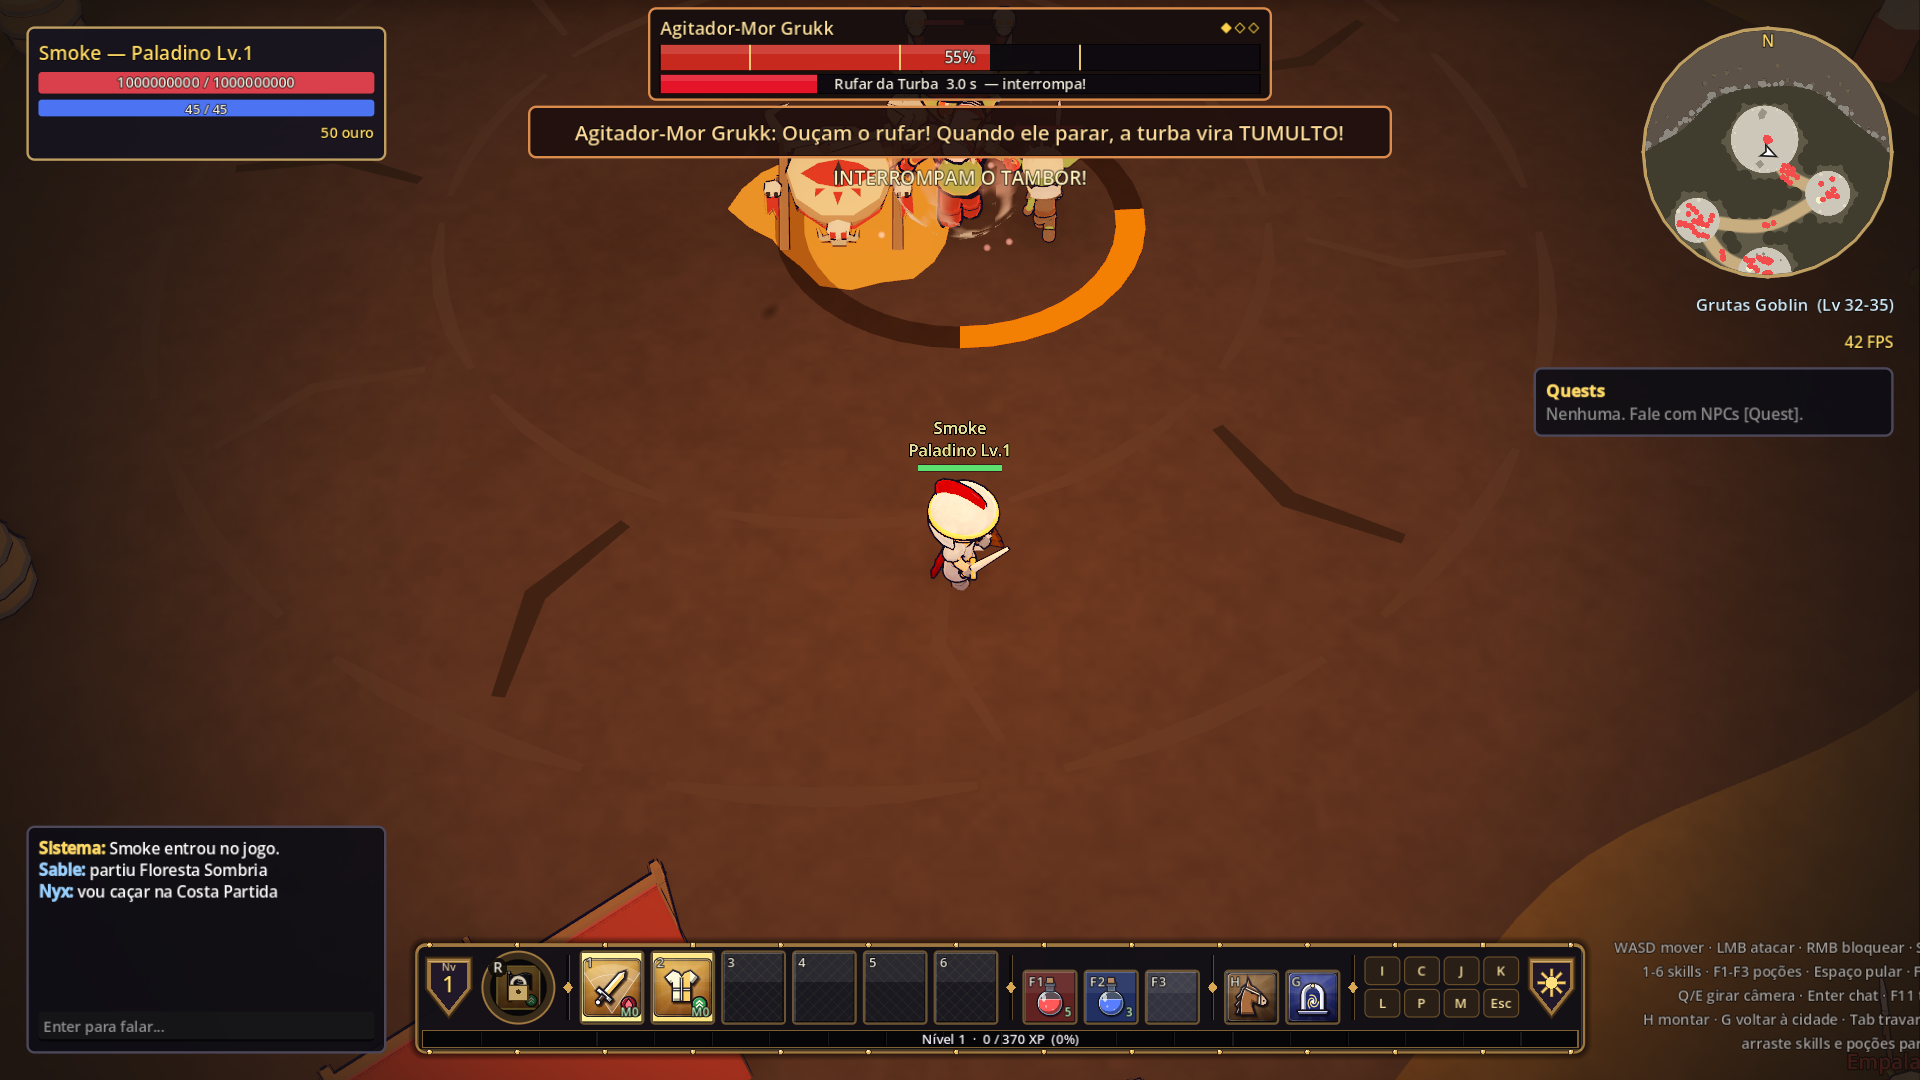 Smoke — Paladino Lv.1
1000000000 / 1000000000
45 / 45
50 ouro
Agitador-Mor Grukk
55%
Rufar da Turba 3.0 s — interrompa!
Agitador-Mor Grukk: Ouçam o rufar! Quando ele parar, a turba vira TUMULTO!
INTERROMPAM O TAMBOR!
N
Grutas Goblin (Lv 32-35)
42 FPS
Quests
Nenhuma. Fale com NPCs [Quest].
Smoke
Paladino Lv.1
Sistema: Smoke entrou no jogo.
Sable: partiu Floresta Sombria
Nyx: vou caçar na Costa Partida
Enter para falar...
Nv
1
R
1
M0
2
M0
3
4
5
6
F1
5
F2
3
F3
H
G
I
C
J
K
L
P
M
Esc
Nível 1 · 0 / 370 XP (0%)
WASD mover · LMB atacar · RMB bloquear · S
1-6 skills · F1-F3 poções · Espaço pular · F
Q/E girar câmera · Enter chat · F11
H montar · G voltar à cidade · Tab travar
arraste skills e poções par
Empala